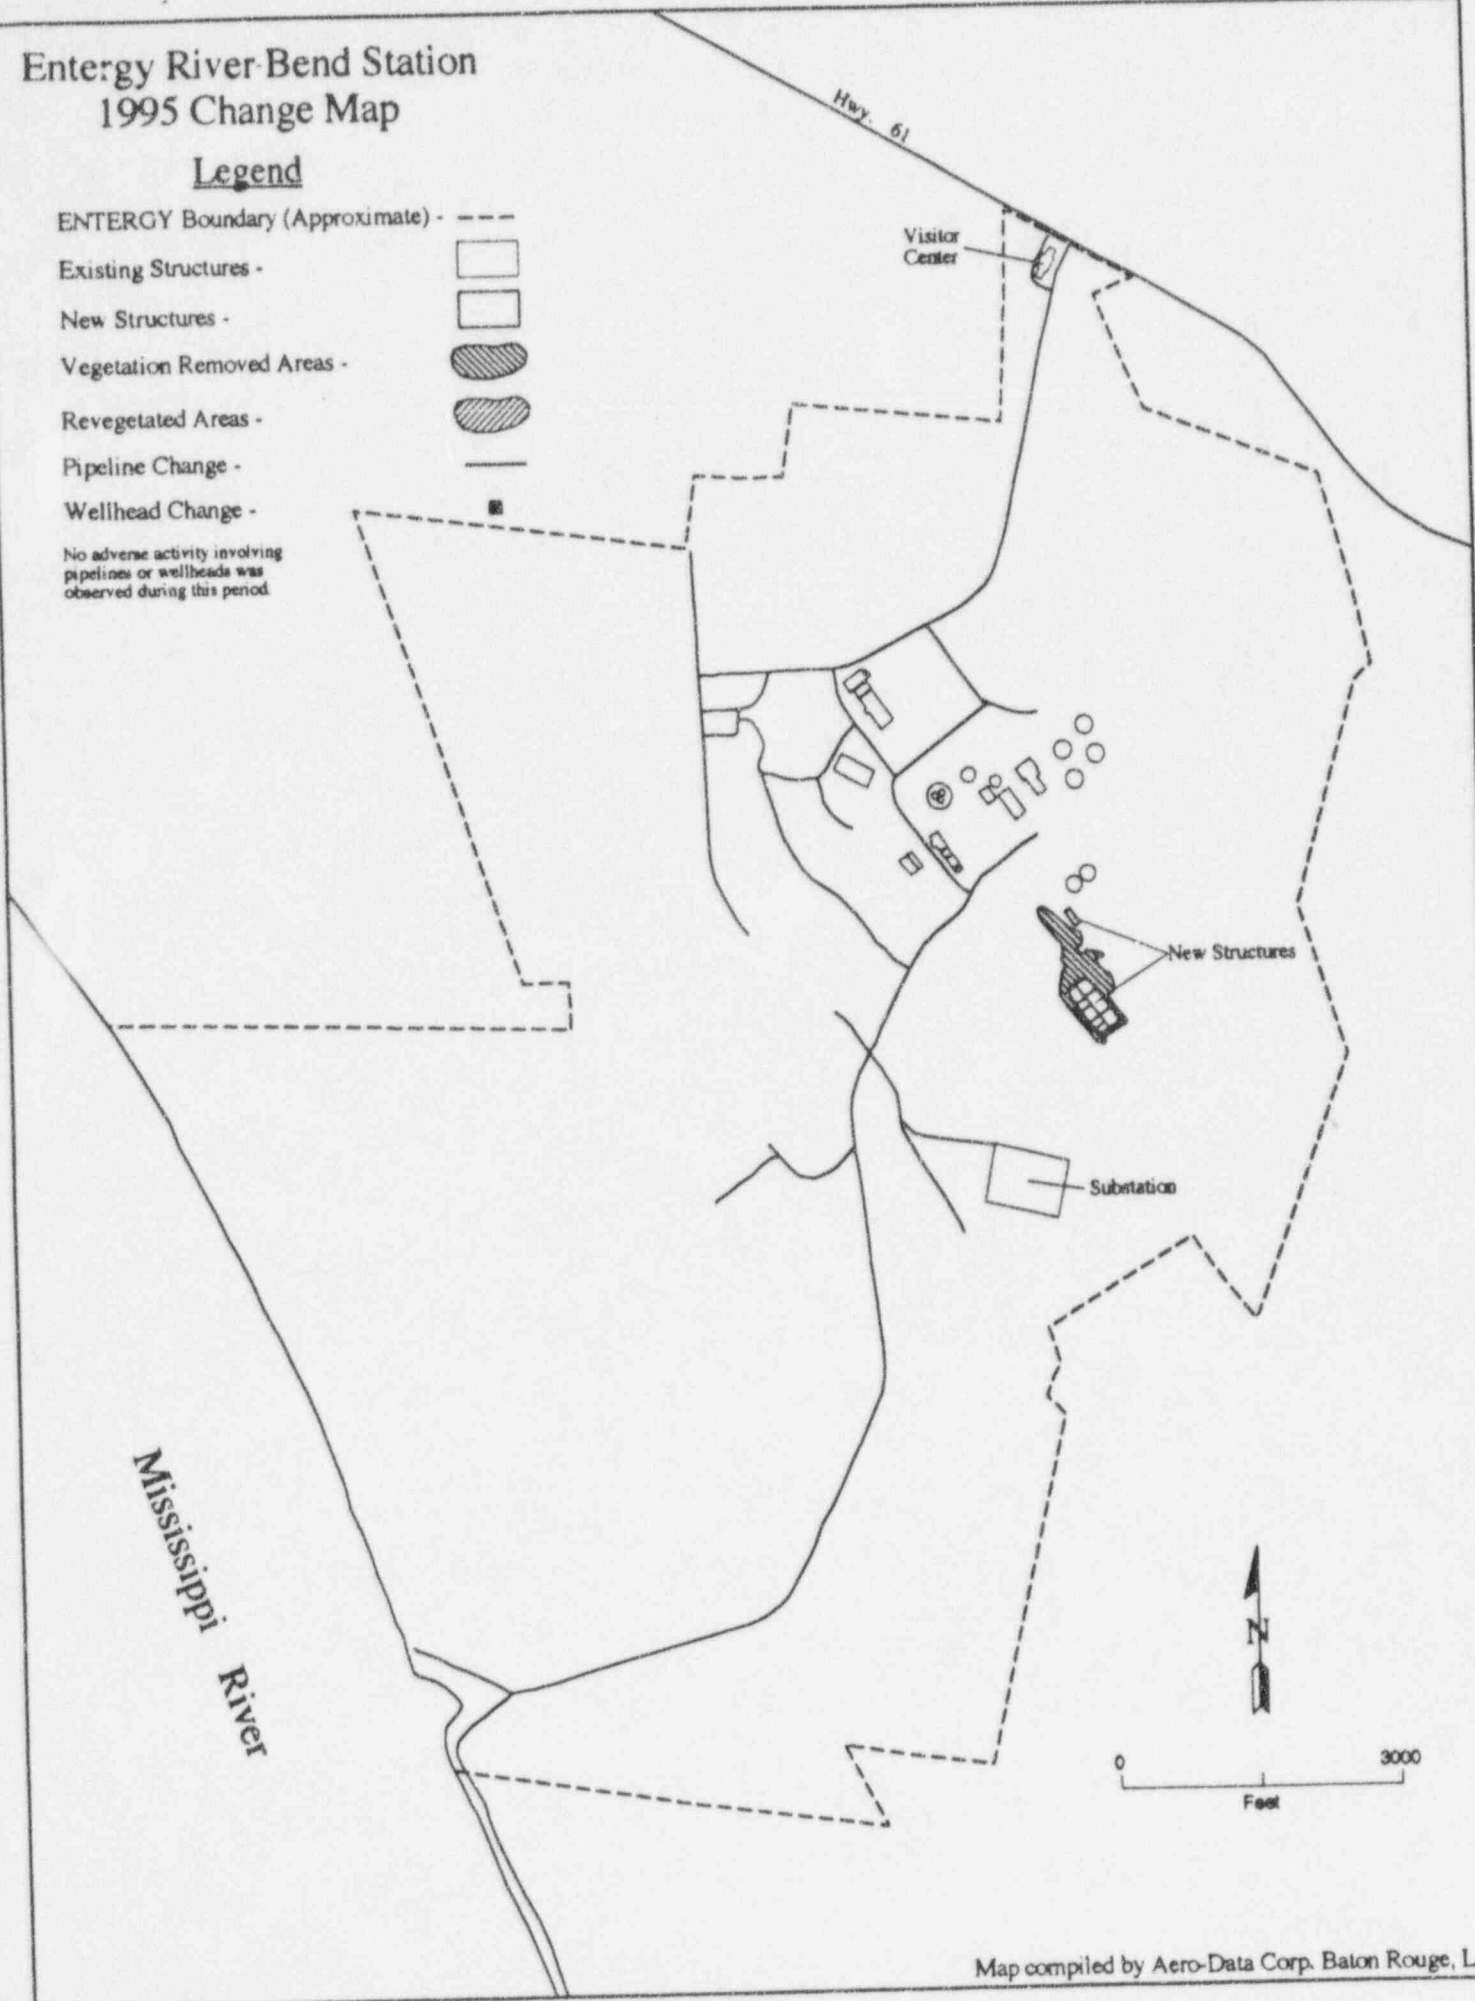 Entergy River Bend Station
1995 Change Map
Legend
ENTERGY Boundary (Approximate) -
Existing Structures -
New Structures -
Vegetation Removed Areas -
Revegetated Areas -
Pipeline Change -
Wellhead Change -
No adverse activity involving
pipelines or wellheads was
observed during this period.
Hwy. 61
Visitor
Center
New Structures
Substation
Mississippi River
N
0 3000
Feet
Map compiled by Aero-Data Corp. Baton Rouge, L